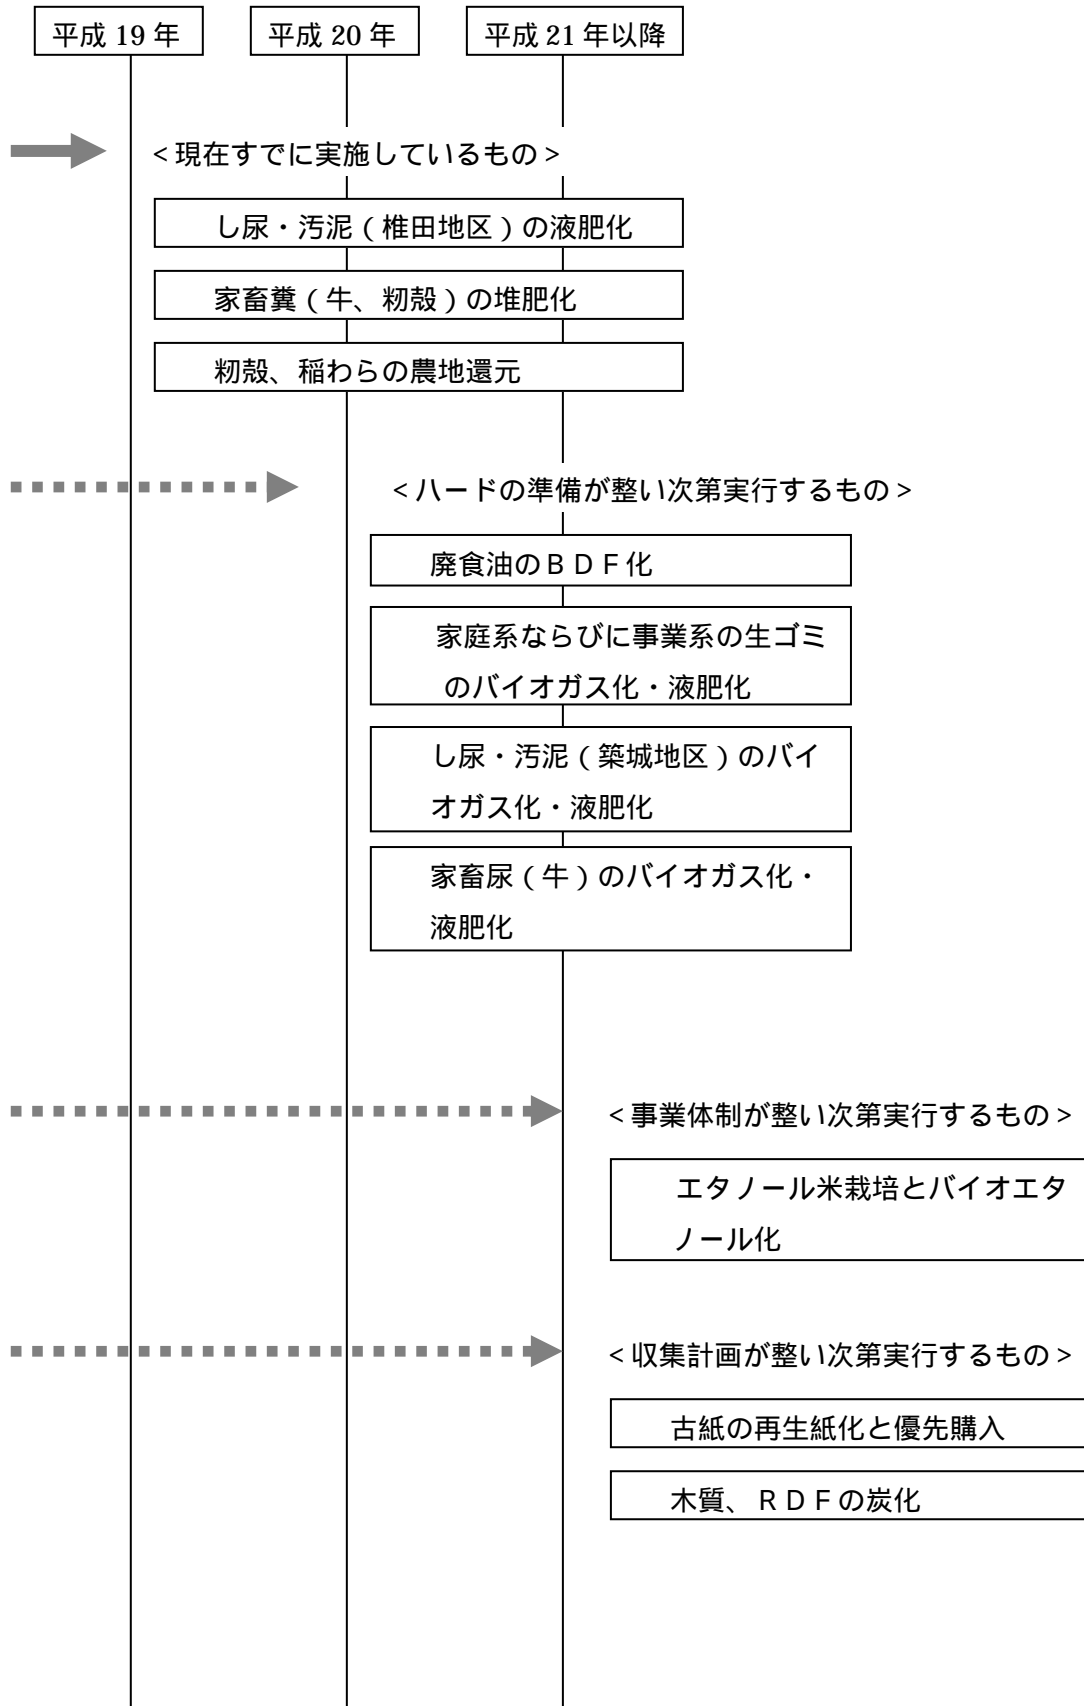 平成 19 年
平成 20 年
平成 21 年以降
<現在すでに実施しているもの>
し尿・汚泥(椎田地区)の液肥化
家畜糞(牛、籾殻)の堆肥化
籾殻、稲わらの農地還元
<ハードの準備が整い次第実行するもの>
廃食油のBDF化
家庭系ならびに事業系の生ゴミ
のバイオガス化・液肥化
し尿・汚泥(築城地区)のバイ
オガス化・液肥化
家畜尿(牛)のバイオガス化・
液肥化
<事業体制が整い次第実行するもの>
エタノール米栽培とバイオエタ
ノール化
<収集計画が整い次第実行するもの>
古紙の再生紙化と優先購入
木質、RDFの炭化